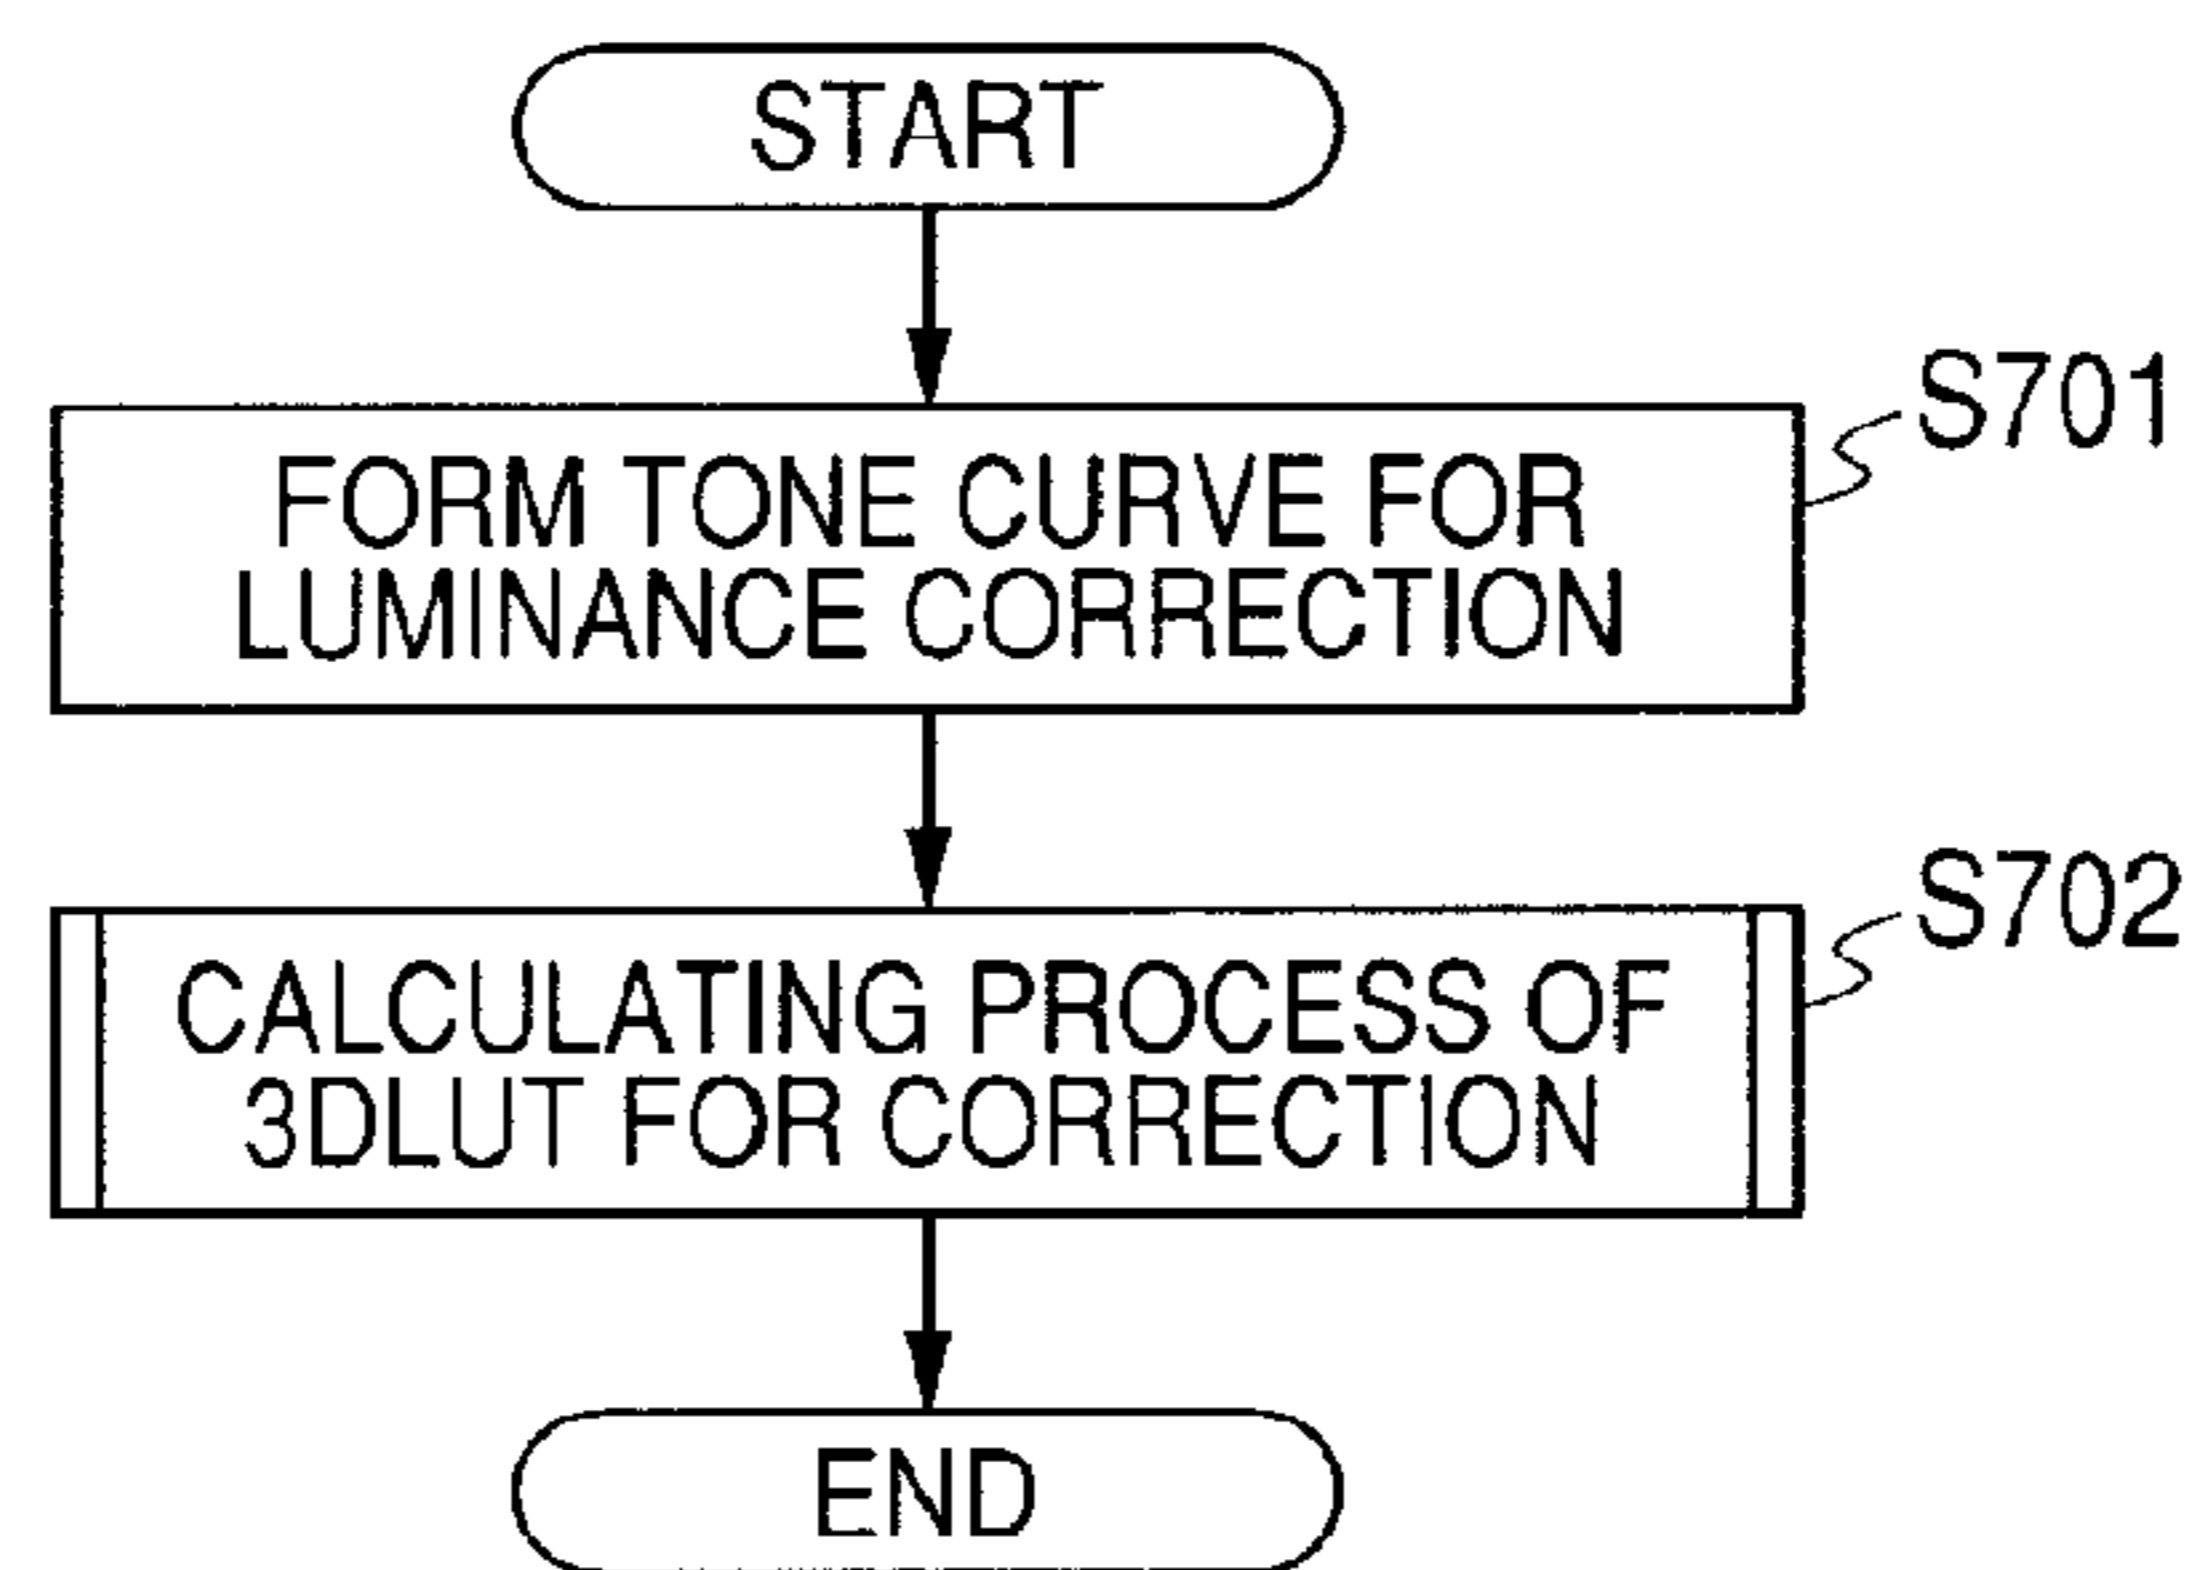 START
S701
FORM TONE CURVE FOR
LUMINANCE CORRECTION
S702
CALCULATING PROCESS OF
3DLUT FOR CORRECTION
END